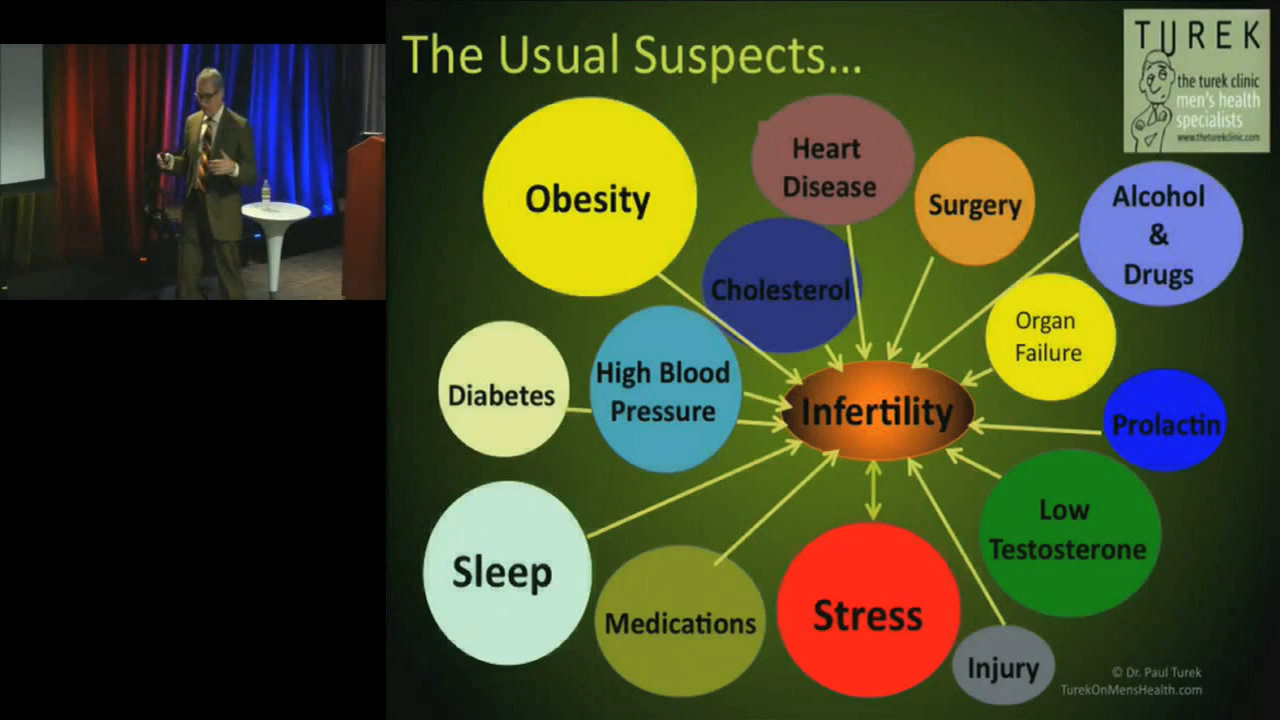 The Usual Suspects...
TUREK
the turek clinic
men's health
specialists
www.theturekclinic.com
Obesity
Heart
Disease
Surgery
Alcohol
&
Drugs
Cholesterol
Organ
Failure
Diabetes
High Blood
Pressure
Infertility
Prolactin
Sleep
Medications
Stress
Low
Testosterone
Injury
© Dr. Paul Turek
TurekOnMensHealth.com